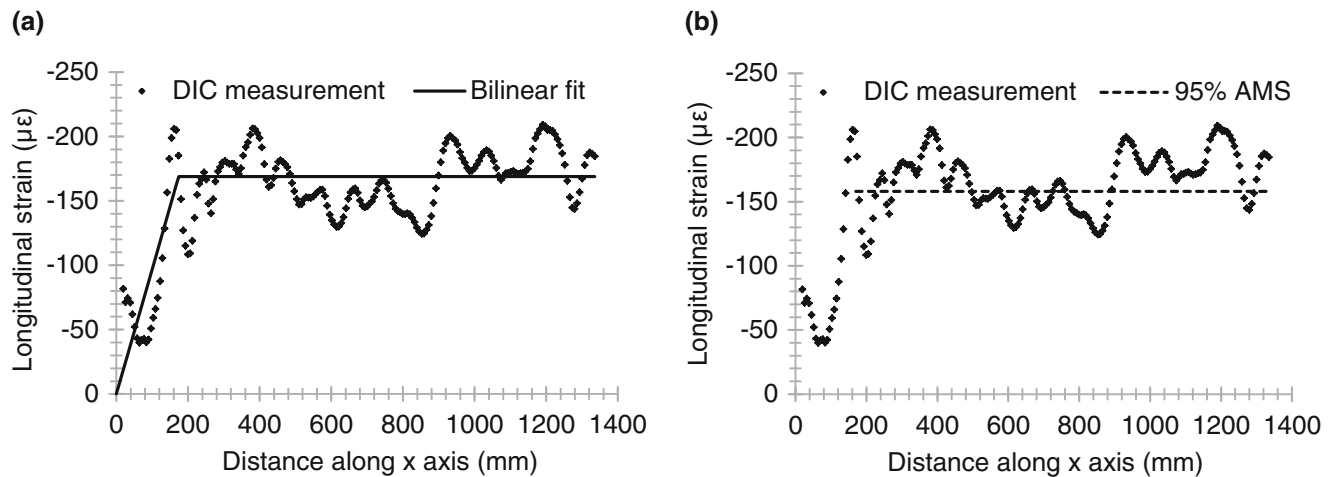 (a)
-250
-200
-150
-100
-50
0
Longitudinal strain (με)
DIC measurement
Bilinear fit
0 200 400 600 800 1000 1200 1400
Distance along x axis (mm)
(b)
-250
-200
-150
-100
-50
0
Longitudinal strain (με)
DIC measurement
95% AMS
0 200 400 600 800 1000 1200 1400
Distance along x axis (mm)